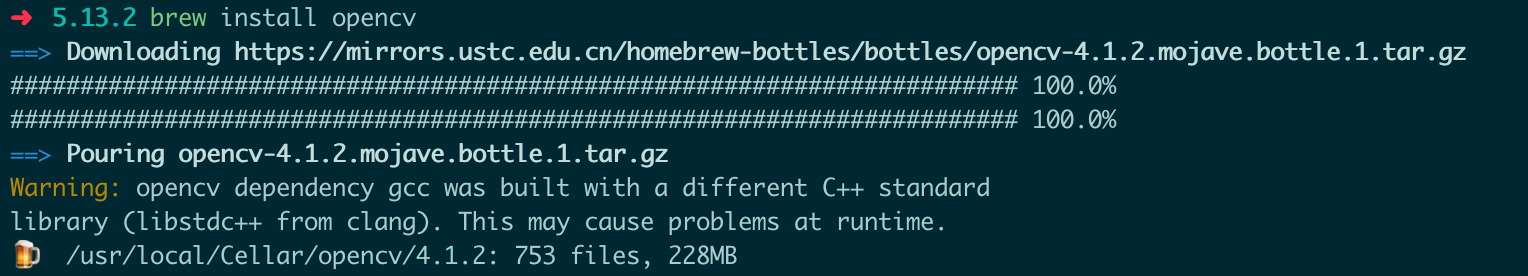 ➜ 5.13.2 brew install opencv
==> Downloading https://mirrors.ustc.edu.cn/homebrew-bottles/bottles/opencv-4.1.2.mojave.bottle.1.tar.gz
######################################################################## 100.0%
######################################################################## 100.0%
==> Pouring opencv-4.1.2.mojave.bottle.1.tar.gz
Warning: opencv dependency gcc was built with a different C++ standard
library (libstdc++ from clang). This may cause problems at runtime.
🍺 /usr/local/Cellar/opencv/4.1.2: 753 files, 228MB